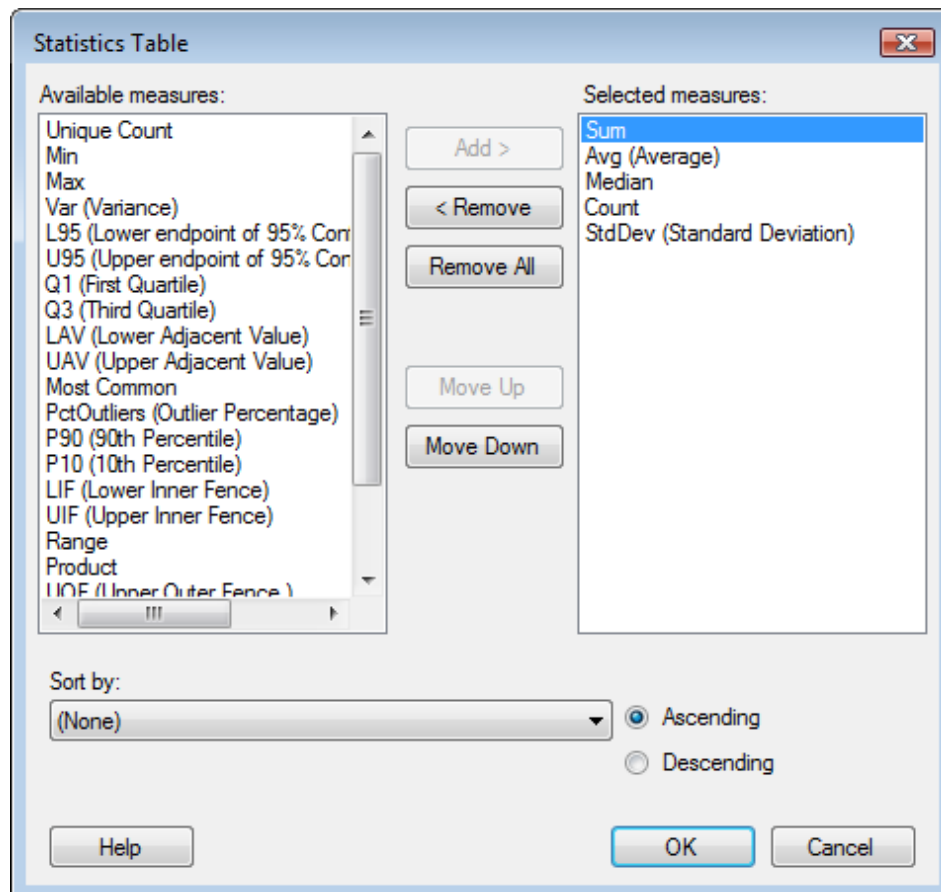 Statistics Table
Available measures:
Unique Count
Min
Max
Var (Variance)
L95 (Lower endpoint of 95% Con
U95 (Upper endpoint of 95% Con
Q1 (First Quartile)
Q3 (Third Quartile)
LAV (Lower Adjacent Value)
UAV (Upper Adjacent Value)
Most Common
PctOutliers (Outlier Percentage)
P90 (90th Percentile)
P10 (10th Percentile)
LIF (Lower Inner Fence)
UIF (Upper Inner Fence)
Range
Product
UOF (Upper Outer Fence )
Add >
< Remove
Remove All
Move Up
Move Down
Selected measures:
Sum
Avg (Average)
Median
Count
StdDev (Standard Deviation)
Sort by:
(None)
Ascending
Descending
Help
OK
Cancel